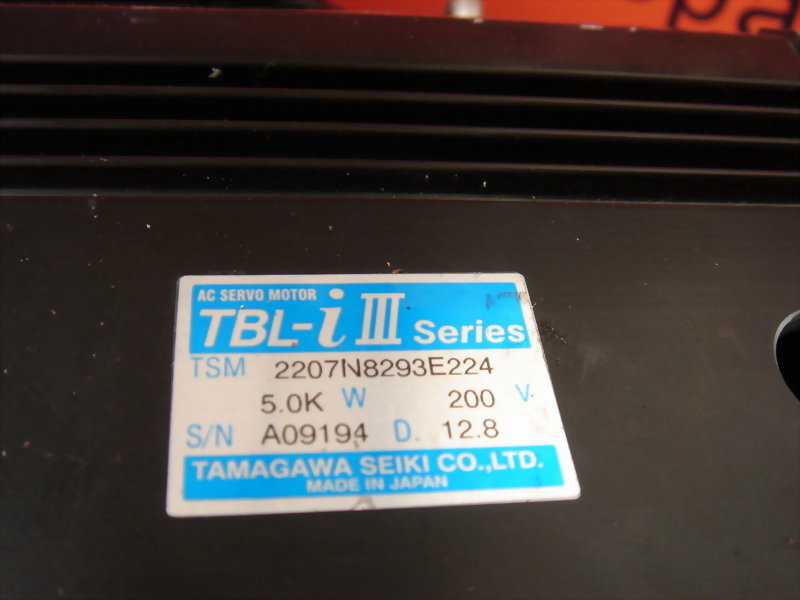 pa
AC SERVO MOTOR
TBL-i III Series
TSM 2207N8293E224
5.0K W 200 V.
S/N A09194 D. 12.8
TAMAGAWA SEIKI CO.,LTD.
MADE IN JAPAN